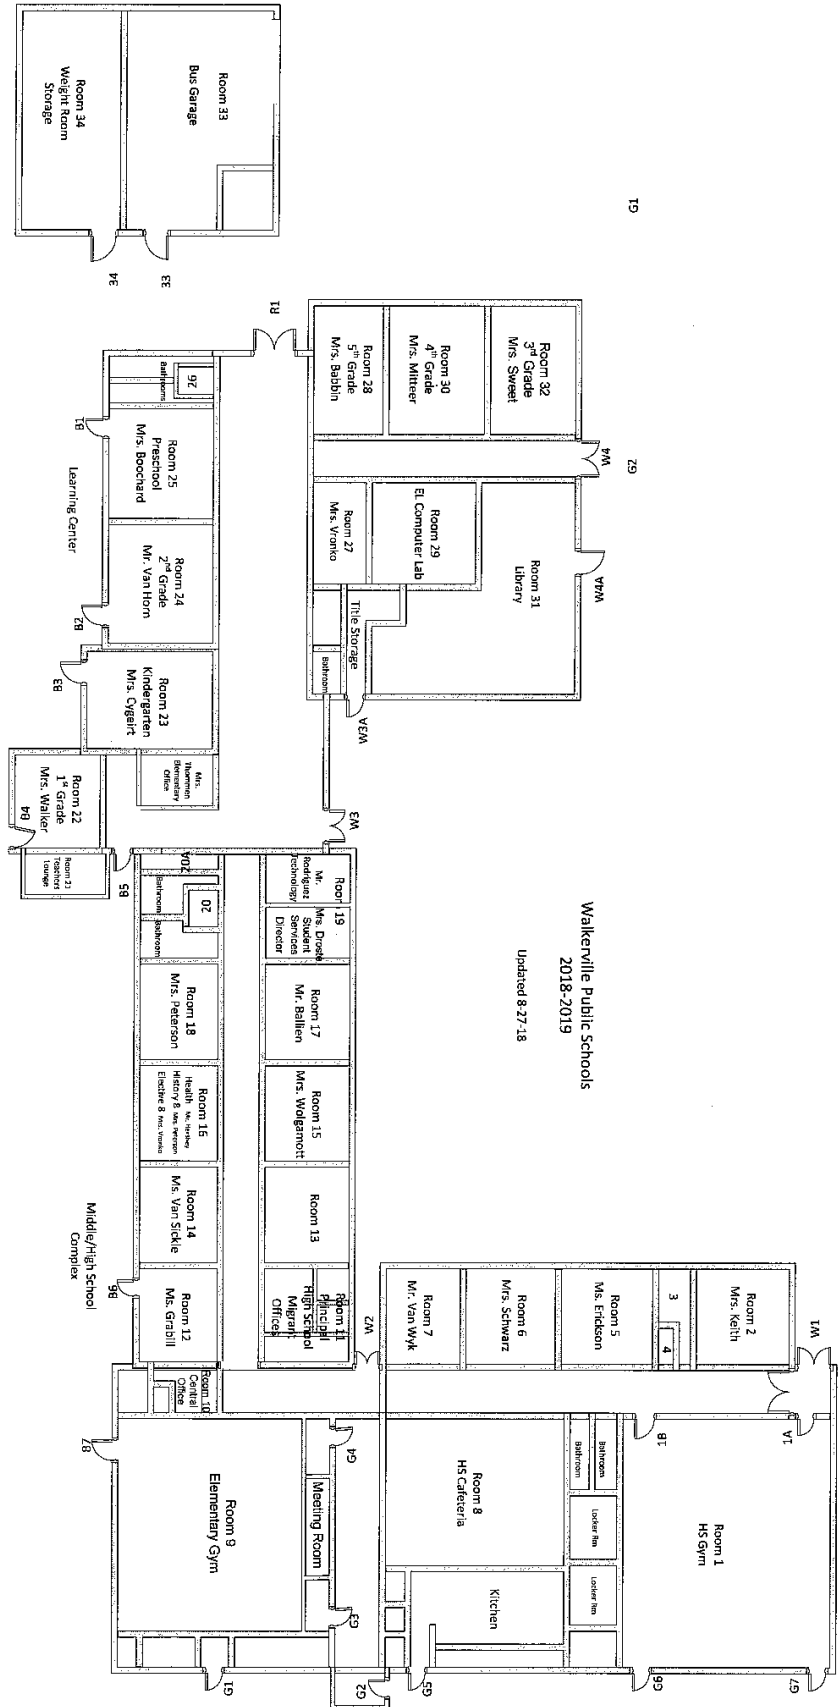 Walkerville Public Schools
2018-2019
Updated 8-27-18
Room 33
Bus Garage
Room 34
Weight Room
Storage
33
34
G1
G2
R1
Room 32
3rd Grade
Mrs. Sweet
Room 30
4th Grade
Mrs. Mitteer
Room 28
5th Grade
Mrs. Babbin
W4
W4A
Room 31
Library
Room 29
EL Computer Lab
Room 27
Mrs. Vronko
Title Storage
Bathroom
W3A
W3
26
Bathrooms
Room 25
Preschool
Mrs. Boochard
Room 24
2nd Grade
Mr. Van Horn
Room 23
Kindergarten
Mrs. Cygeirt
Mrs.
Thommen
Elementary
Office
Room 22
1st Grade
Mrs. Walker
Room 21
Teachers
Lounge
Learning Center
B1
B2
B3
B4
B5
20A
20
Bathroom
Bathroom
Mr.
Rodriguez
Technology
Room 19
Mrs. Droste
Student
Services
Director
Room 17
Mr. Ballien
Room 15
Mrs. Wolgamott
Room 13
Room 11
Principal
High School
Migrant
Offices
Room 18
Mrs. Peterson
Room 16
Health Mr. Hershey
History 8 Mrs. Peterson
Elective 8 Mrs. Vronko
Room 14
Ms. Van Sickle
Room 12
Ms. Grabill
Room 10
Central
Office
Middle/High School
Complex
B6
B7
W2
W1
Room 2
Mrs. Keith
3
4
Room 5
Ms. Erickson
Room 6
Mrs. Schwarz
Room 7
Mr. Van Wyk
1A
1B
Room 1
HS Gym
Bathroom
Bathroom
Locker Rm
Locker Rm
Room 8
HS Cafeteria
Kitchen
Room 9
Elementary Gym
Meeting Room
G4
G3
G1
G2
G5
G6
G7